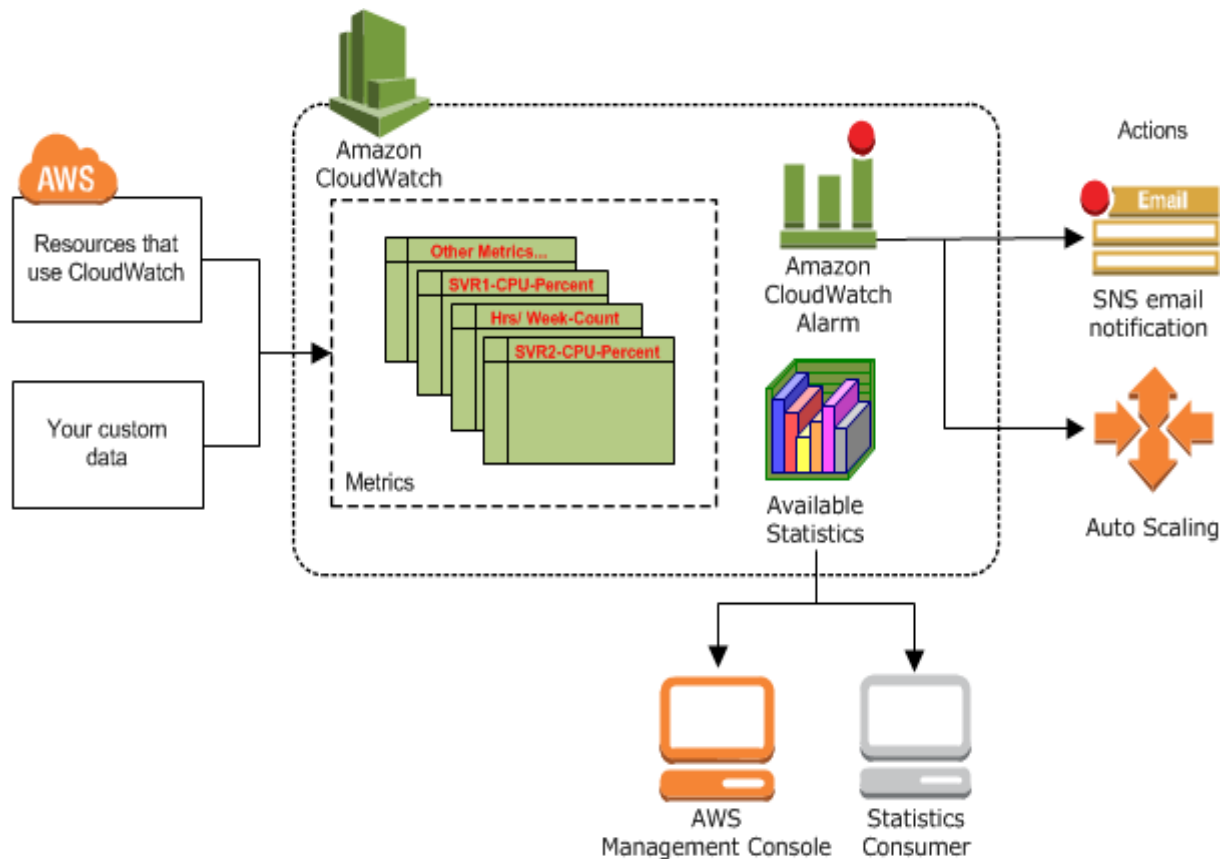 Amazon
CloudWatch
AWS
Resources that
use CloudWatch
Your custom
data
Other Metrics...
SVR1-CPU-Percent
Hrs/ Week-Count
SVR2-CPU-Percent
Metrics
Amazon
CloudWatch
Alarm
Available
Statistics
Actions
Email
SNS email
notification
Auto Scaling
AWS
Management Console
Statistics
Consumer